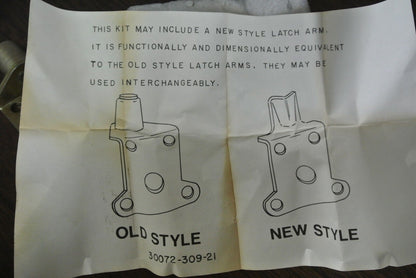 THIS KIT MAY INCLUDE A NEW STYLE LATCH ARM.
IT IS FUNCTIONALLY AND DIMENSIONALLY EQUIVALENT
TO THE OLD STYLE LATCH ARMS. THEY MAY BE
USED INTERCHANGEABLY.
OLD STYLE
NEW STYLE
30072-309-21